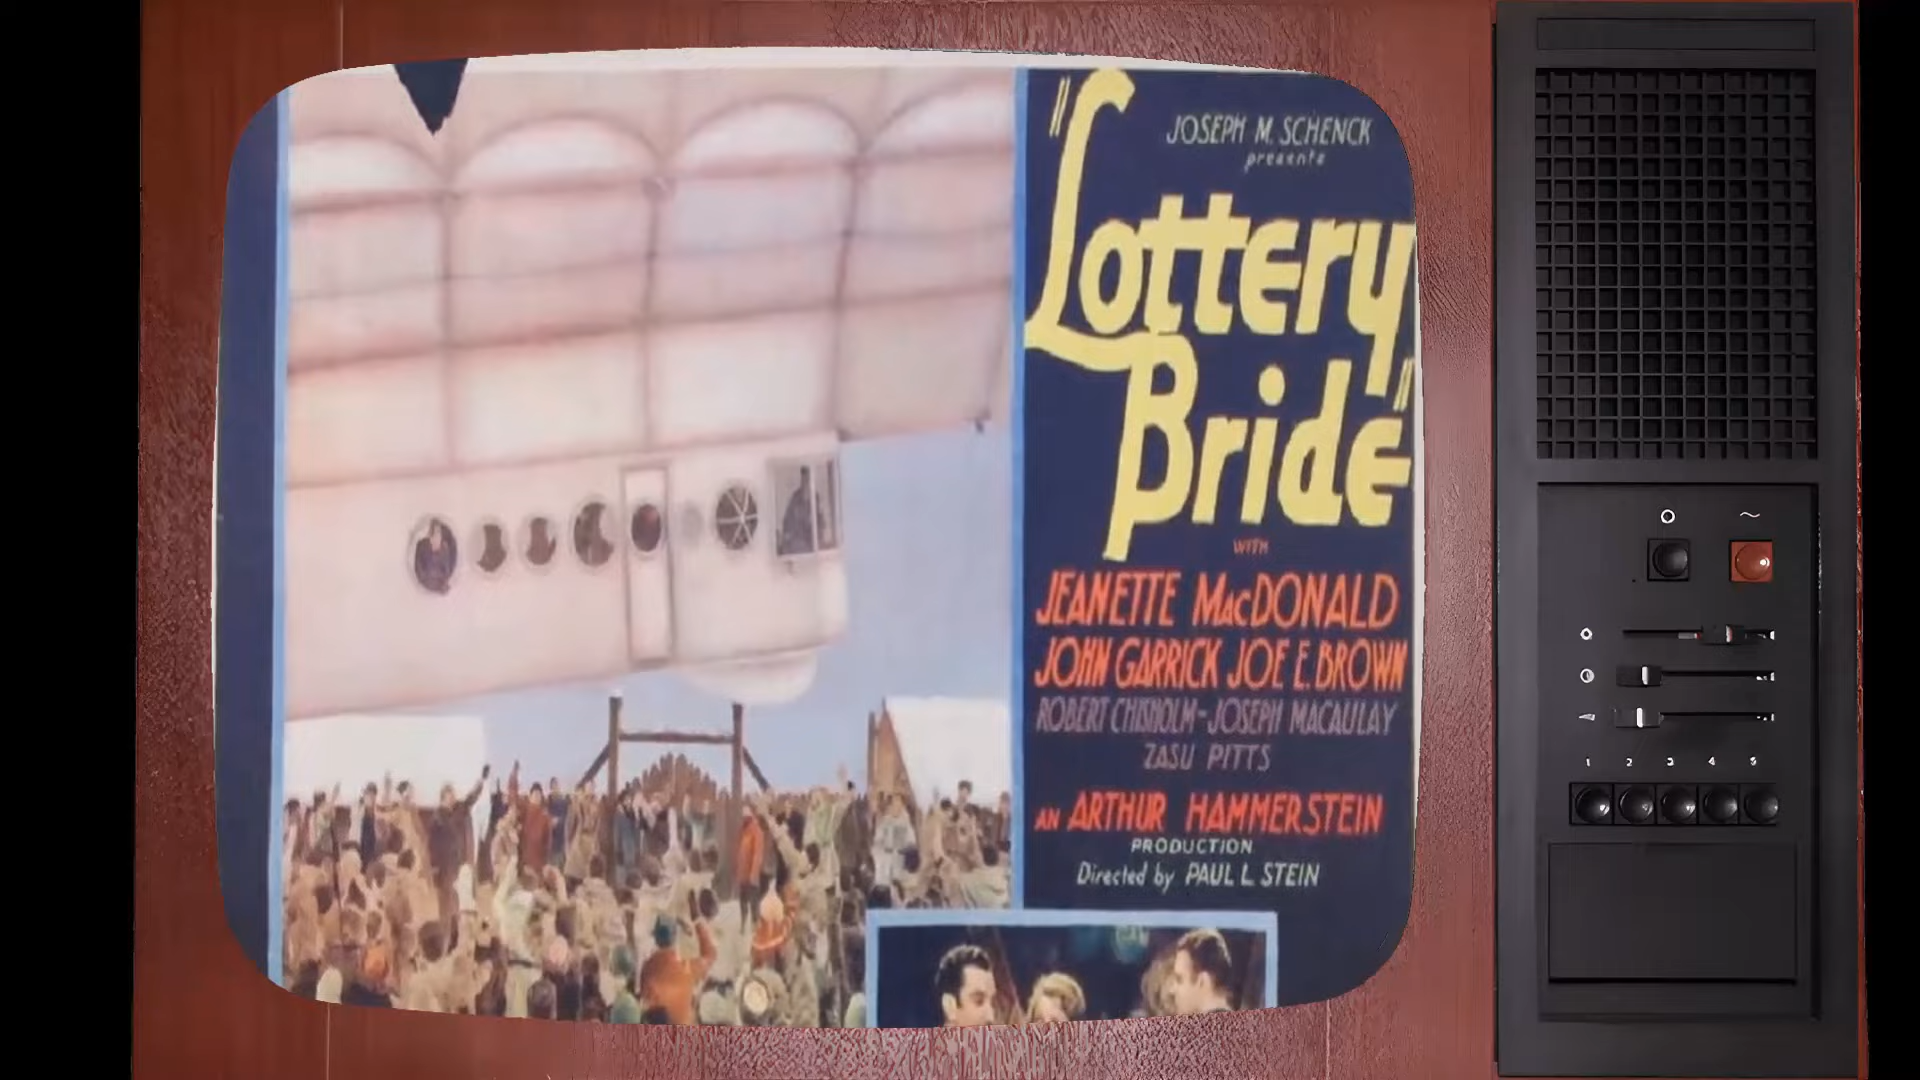 JOSEPH M. SCHENCK
presents
"Lottery
Bride"
WITH
JEANETTE MacDONALD
JOHN GARRICK JOE E. BROWN
ROBERT CHISHOLM-JOSEPH MACAULAY
ZASU PITTS
AN ARTHUR HAMMERSTEIN
PRODUCTION
Directed by PAUL L. STEIN
1 2 3 4 5